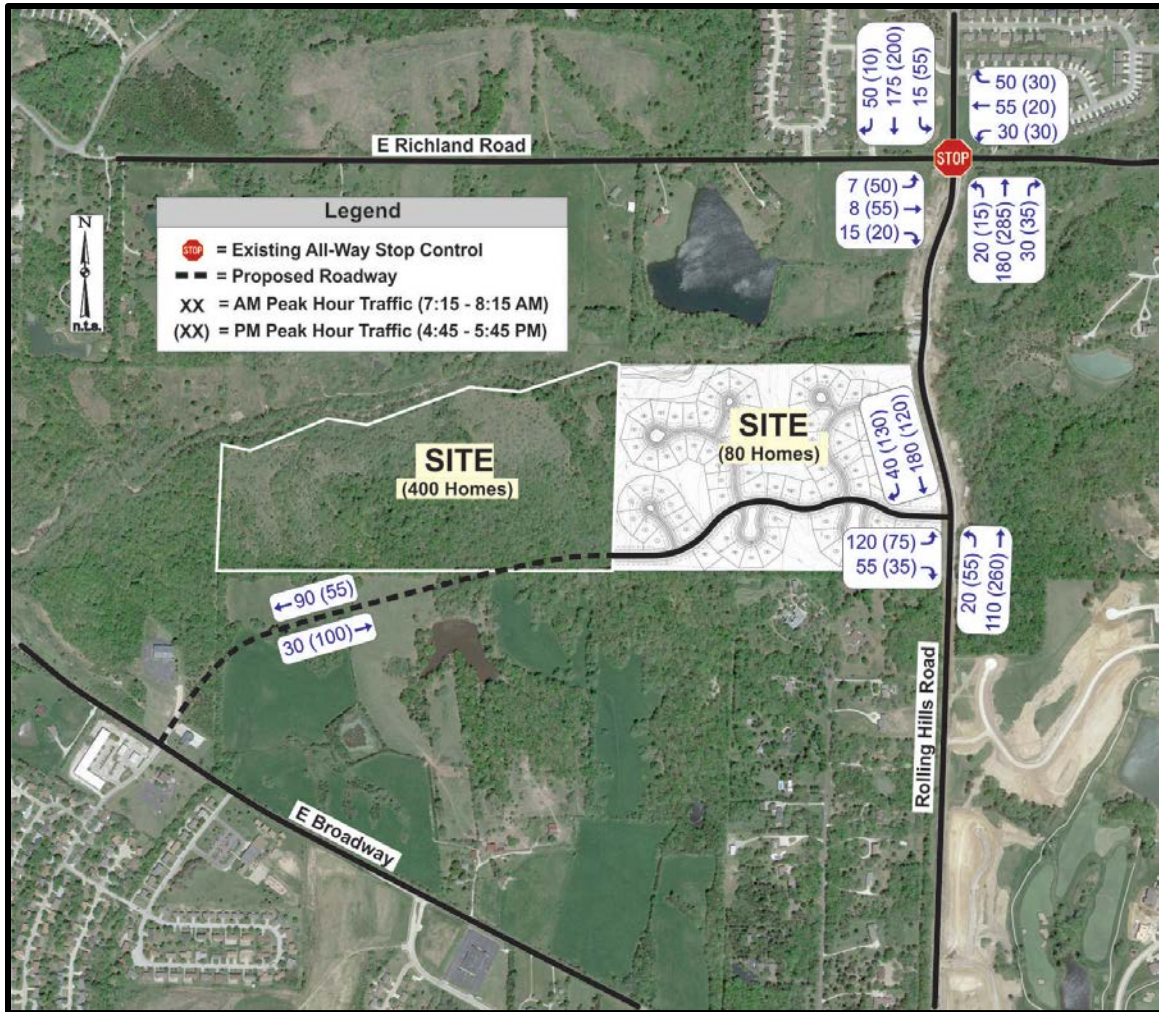 50 (10)
175 (200)
15 (55)
50 (30)
55 (20)
30 (30)
E Richland Road
STOP
7 (50)
8 (55)
15 (20)
20 (15)
180 (285)
30 (35)
N
n.t.s.
Legend
STOP = Existing All-Way Stop Control
= Proposed Roadway
XX = AM Peak Hour Traffic (7:15 - 8:15 AM)
(XX) = PM Peak Hour Traffic (4:45 - 5:45 PM)
SITE
(400 Homes)
SITE
(80 Homes)
40 (130)
180 (120)
120 (75)
55 (35)
20 (55)
110 (260)
90 (55)
30 (100)
Rolling Hills Road
E Broadway